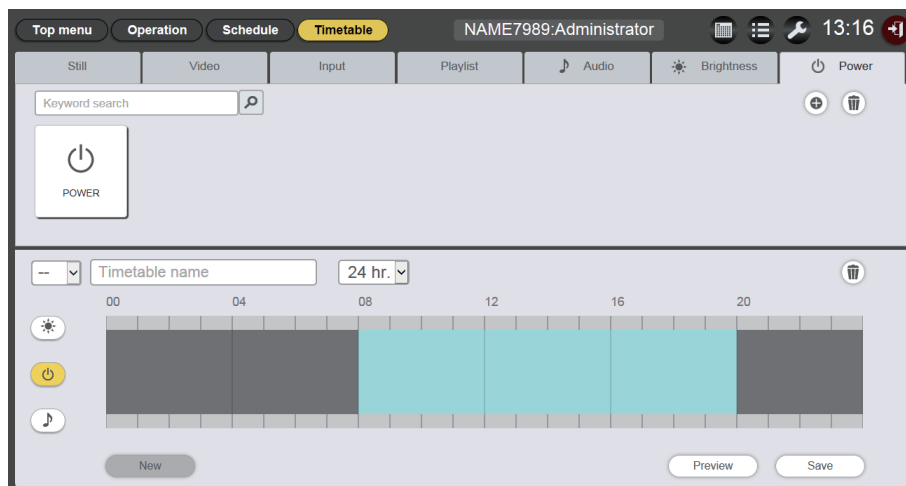 Top menu Operation Schedule Timetable NAME7989:Administrator 13:16
Still Video Input Playlist Audio Brightness Power
Keyword search
POWER
-- Timetable name 24 hr.
00 04 08 12 16 20
New Preview Save